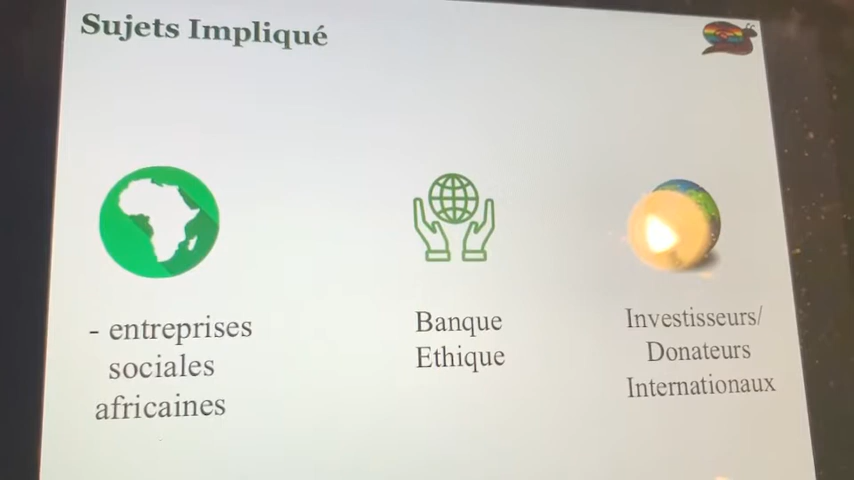 Sujets Impliqué
- entreprises
sociales
africaines
Banque
Ethique
Investisseurs/
Donateurs
Internationaux